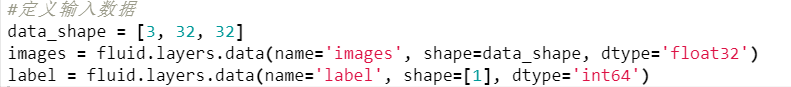 #定义输入数据
data_shape = [3, 32, 32]
images = fluid.layers.data(name='images', shape=data_shape, dtype='float32')
label = fluid.layers.data(name='label', shape=[1], dtype='int64')